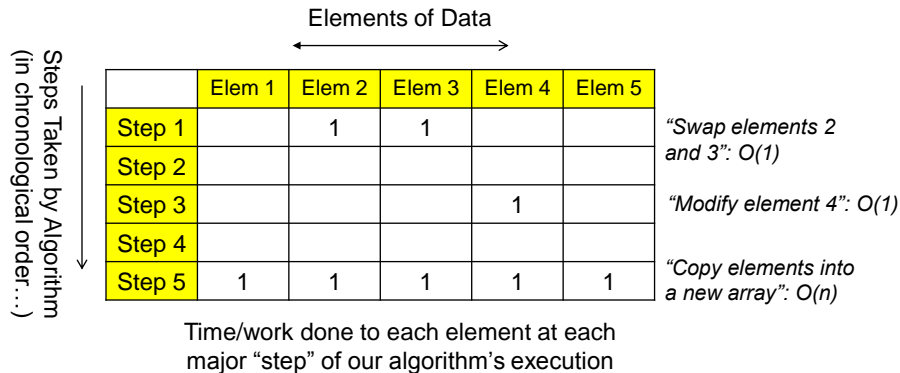 Elements of Data
Steps Taken by Algorithm
(in chronological order…)
Elem 1 Elem 2 Elem 3 Elem 4 Elem 5
Step 1 1 1
“Swap elements 2
and 3”: O(1)
Step 2
Step 3 1
“Modify element 4”: O(1)
Step 4
Step 5 1 1 1 1 1
“Copy elements into
a new array”: O(n)
Time/work done to each element at each
major “step” of our algorithm’s execution